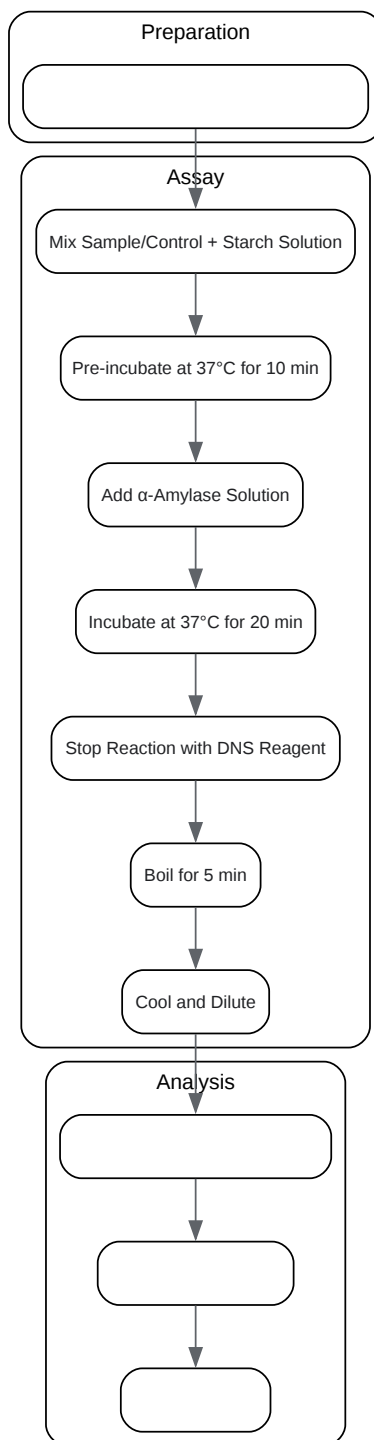 Preparation
Assay
Mix Sample/Control + Starch Solution
Pre-incubate at 37°C for 10 min
Add α-Amylase Solution
Incubate at 37°C for 20 min
Stop Reaction with DNS Reagent
Boil for 5 min
Cool and Dilute
Analysis